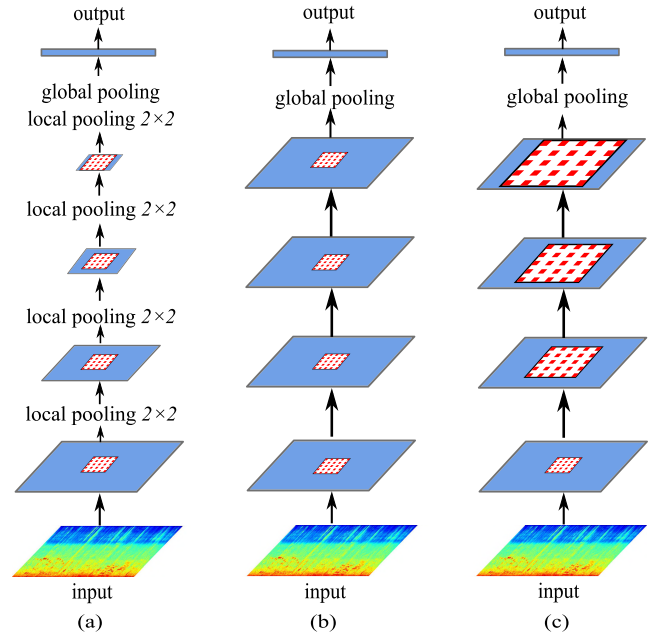 output
global pooling
local pooling 2×2
local pooling 2×2
local pooling 2×2
local pooling 2×2
input
(a)
output
global pooling
input
(b)
output
global pooling
input
(c)